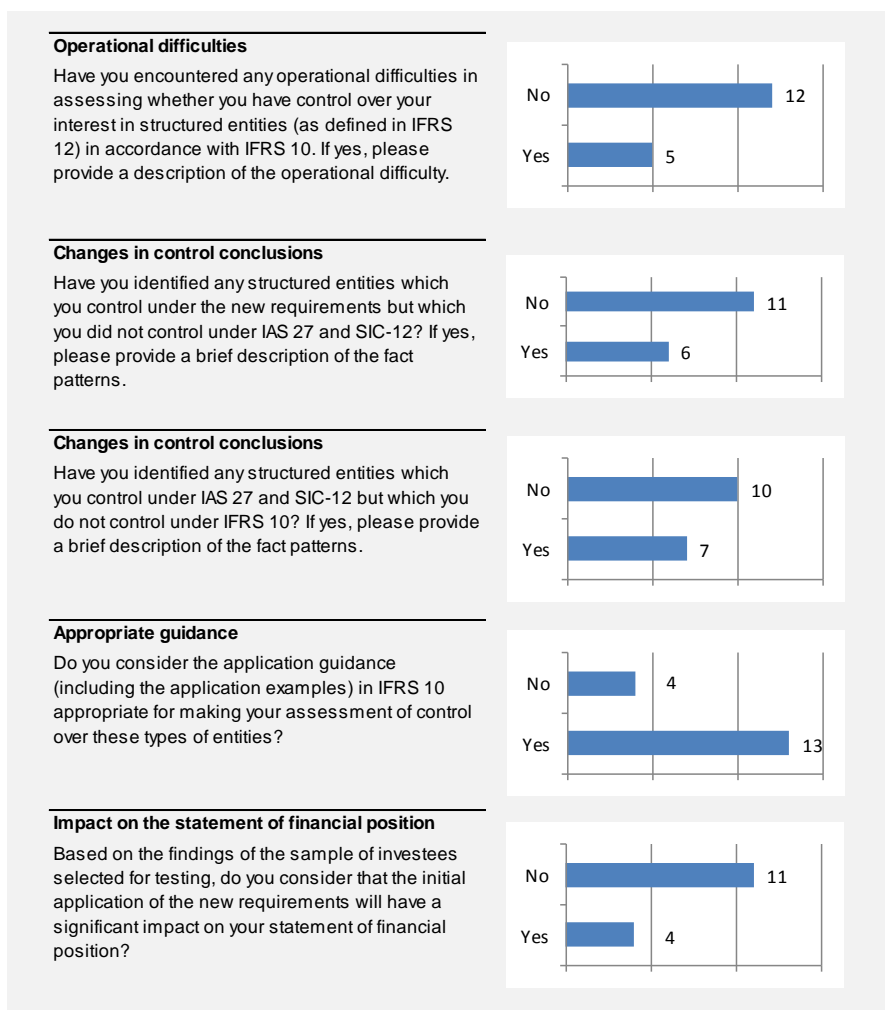 Operational difficulties
Have you encountered any operational difficulties in
assessing whether you have control over your
interest in structured entities (as defined in IFRS
12) in accordance with IFRS 10. If yes, please
provide a description of the operational difficulty.
No
12
Yes
5
Changes in control conclusions
Have you identified any structured entities which
you control under the new requirements but which
you did not control under IAS 27 and SIC-12? If yes,
please provide a brief description of the fact
patterns.
No
11
Yes
6
Changes in control conclusions
Have you identified any structured entities which
you control under IAS 27 and SIC-12 but which you
do not control under IFRS 10? If yes, please provide
a brief description of the fact patterns.
No
10
Yes
7
Appropriate guidance
Do you consider the application guidance
(including the application examples) in IFRS 10
appropriate for making your assessment of control
over these types of entities?
No
4
Yes
13
Impact on the statement of financial position
Based on the findings of the sample of investees
selected for testing, do you consider that the initial
application of the new requirements will have a
significant impact on your statement of financial
position?
No
11
Yes
4